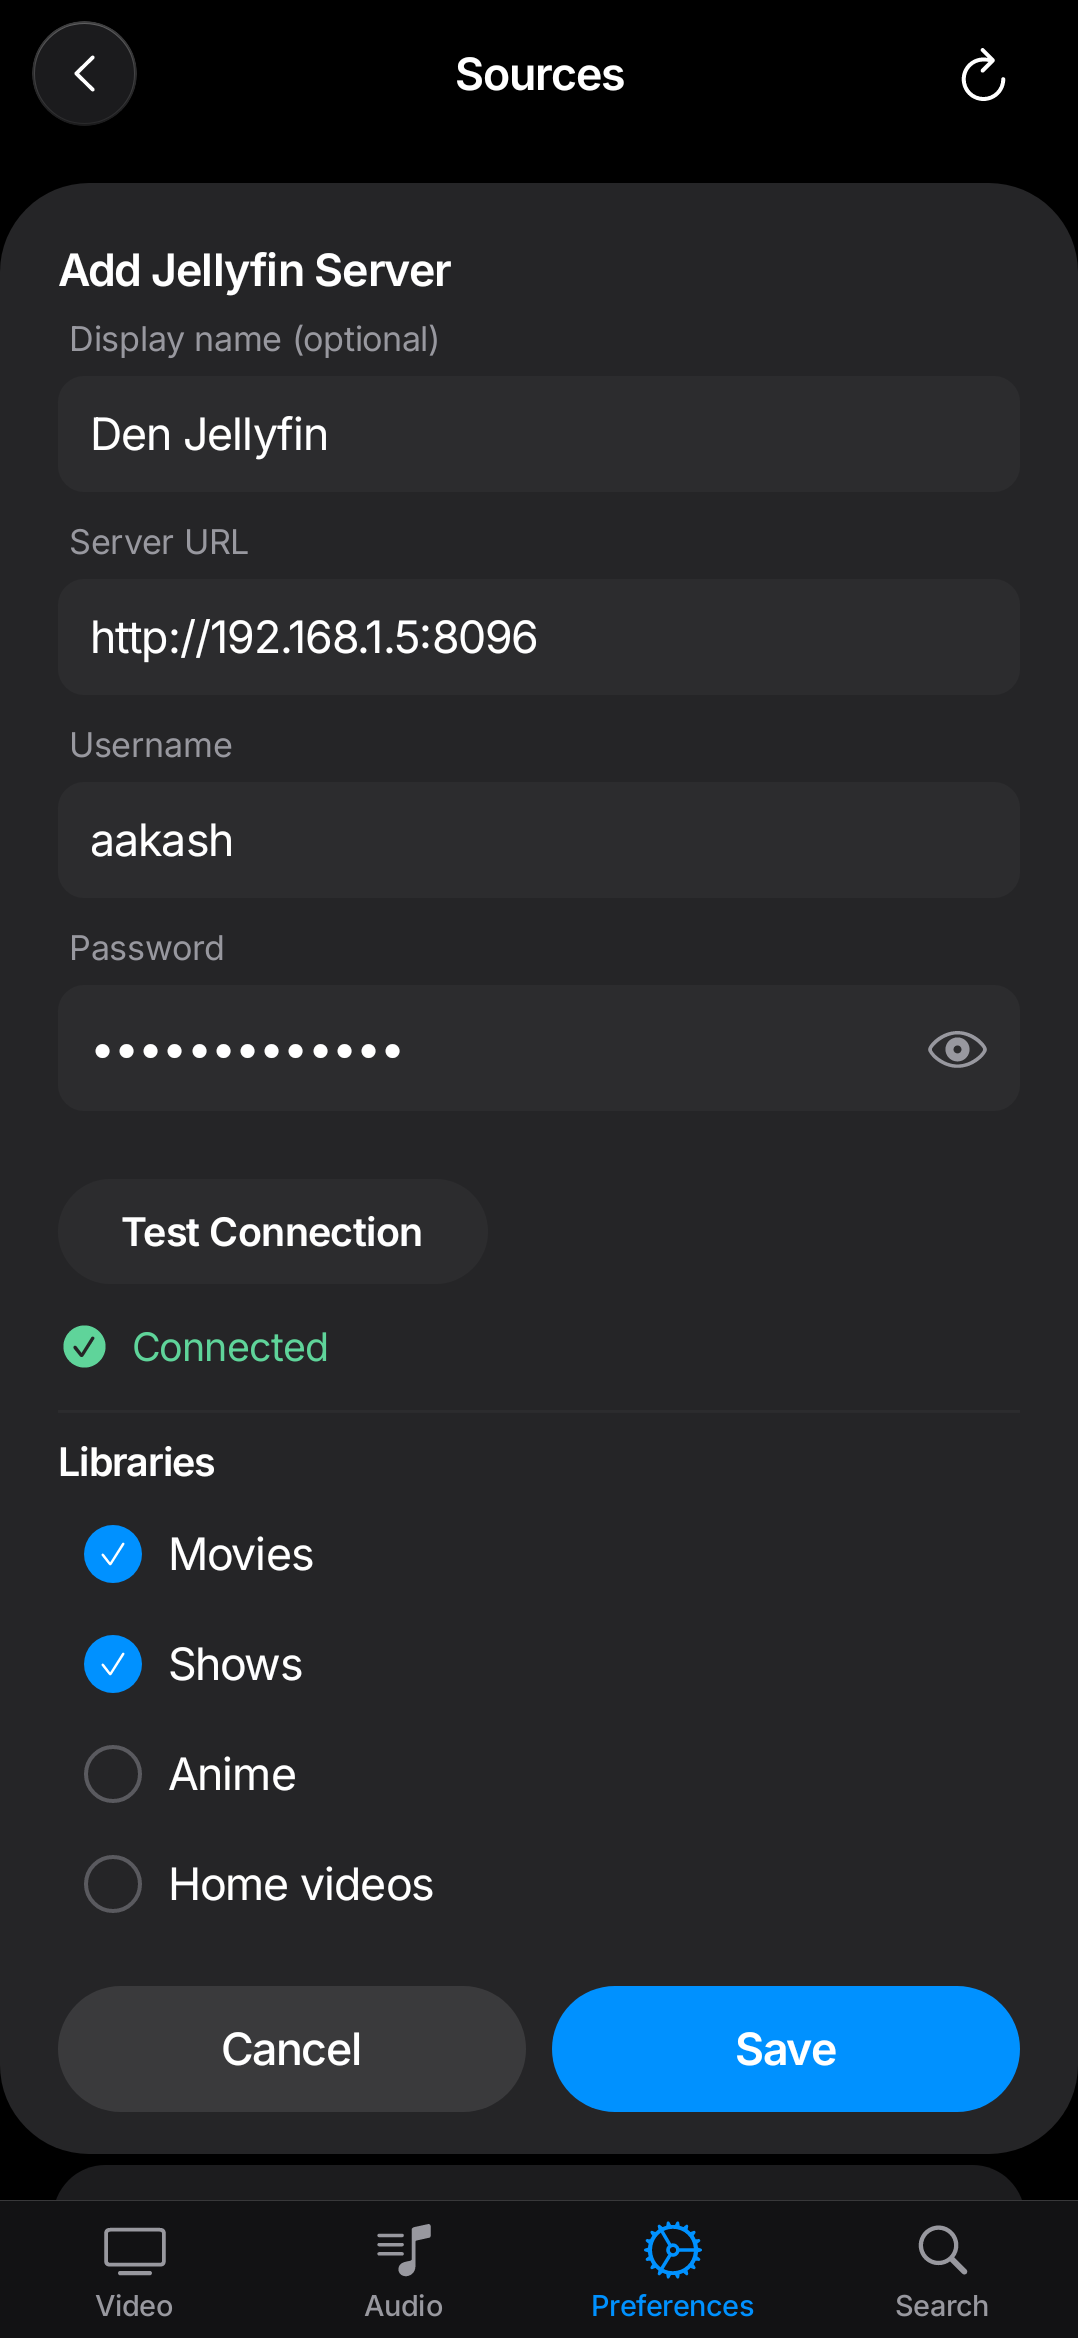 Sources
Add Jellyfin Server
Display name (optional)
Den Jellyfin
Server URL
http://192.168.1.5:8096
Username
aakash
Password
•••••••••••••
Test Connection
Connected
Libraries
Movies
Shows
Anime
Home videos
Cancel
Save
Video
Audio
Preferences
Search